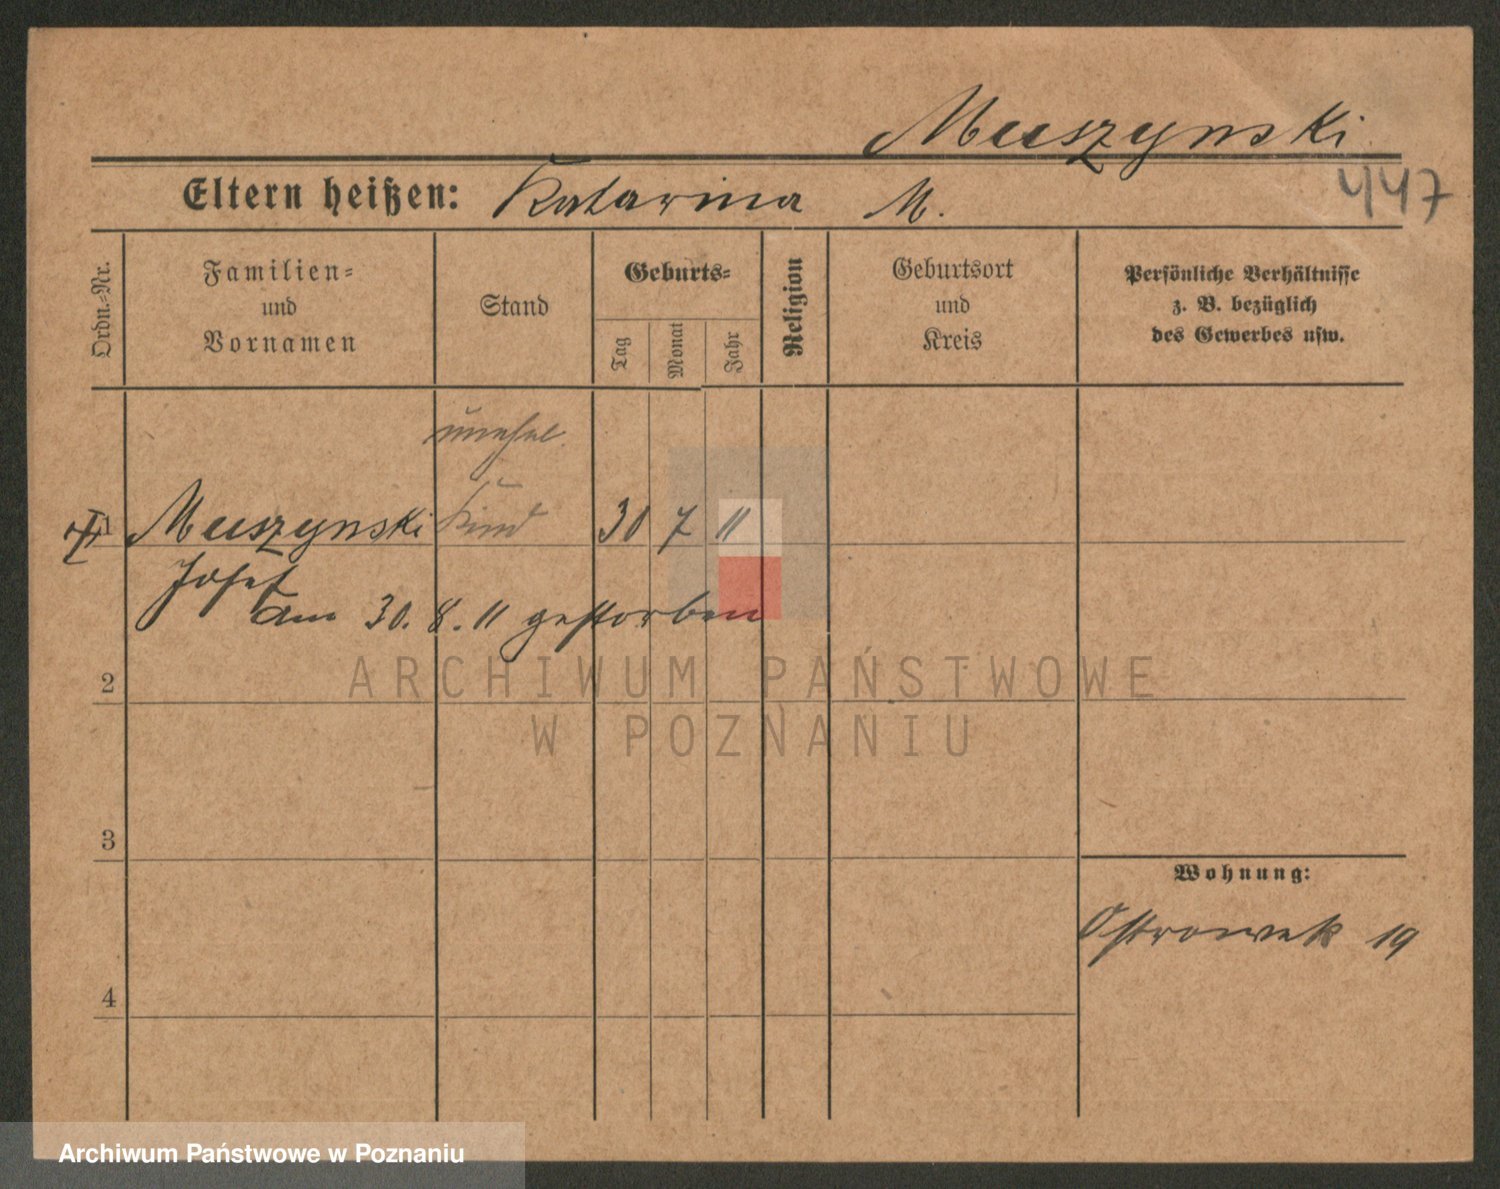 Muszynski
Eltern heißen: Katarina M.
447
Ordn.-Nr.
Familien-
und
Vornamen
Stand
Geburts-
Tag
Monat
Jahr
Religion
Geburtsort
und
Kreis
Persönliche Verhältnisse
z. B. bezüglich
des Gewerbes usw.
unehel.
1 Muszynski Kind 30 7 11
Josef
am 30. 8. 11 gestorben
ARCHIWUM PAŃSTWOWE
W POZNANIU
2
3
Wohnung:
Ostrowek 19
4
Archiwum Państwowe w Poznaniu